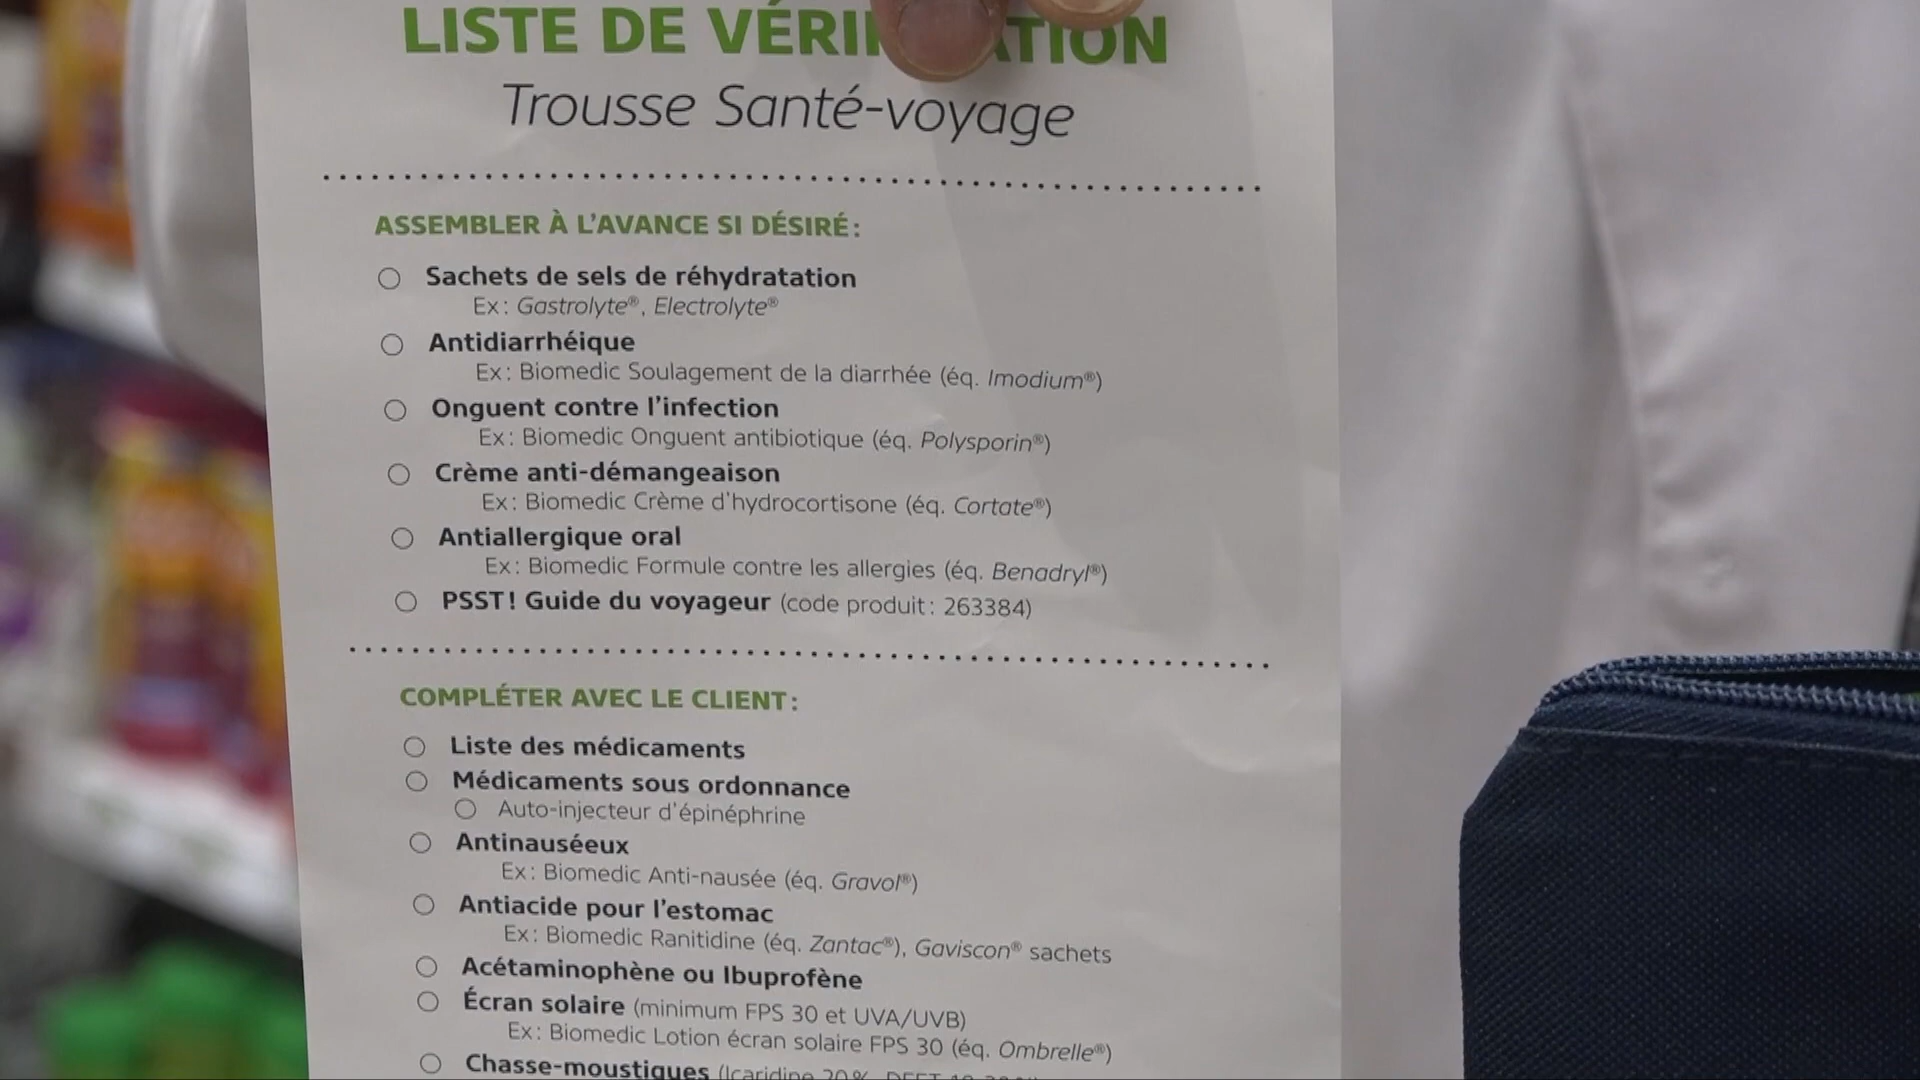 LISTE DE VÉRI ATION
Trousse Santé-voyage
ASSEMBLER À L'AVANCE SI DÉSIRÉ :
Sachets de sels de réhydratation
Ex : Gastrolyte®, Electrolyte®
Antidiarrhéique
Ex : Biomedic Soulagement de la diarrhée (éq. Imodium®)
Onguent contre l'infection
Ex : Biomedic Onguent antibiotique (éq. Polysporin®)
Crème anti-démangeaison
Ex : Biomedic Crème d'hydrocortisone (éq. Cortate®)
Antiallergique oral
Ex : Biomedic Formule contre les allergies (éq. Benadryl®)
PSST ! Guide du voyageur (code produit : 263384)
COMPLÉTER AVEC LE CLIENT :
Liste des médicaments
Médicaments sous ordonnance
Auto-injecteur d'épinéphrine
Antinauséeux
Ex : Biomedic Anti-nausée (éq. Gravol®)
Antiacide pour l'estomac
Ex : Biomedic Ranitidine (éq. Zantac®), Gaviscon® sachets
Acétaminophène ou Ibuprofène
Écran solaire (minimum FPS 30 et UVA/UVB)
Ex : Biomedic Lotion écran solaire FPS 30 (éq. Ombrelle®)
Chasse-moustiques (Icaridine 20 %, DEET